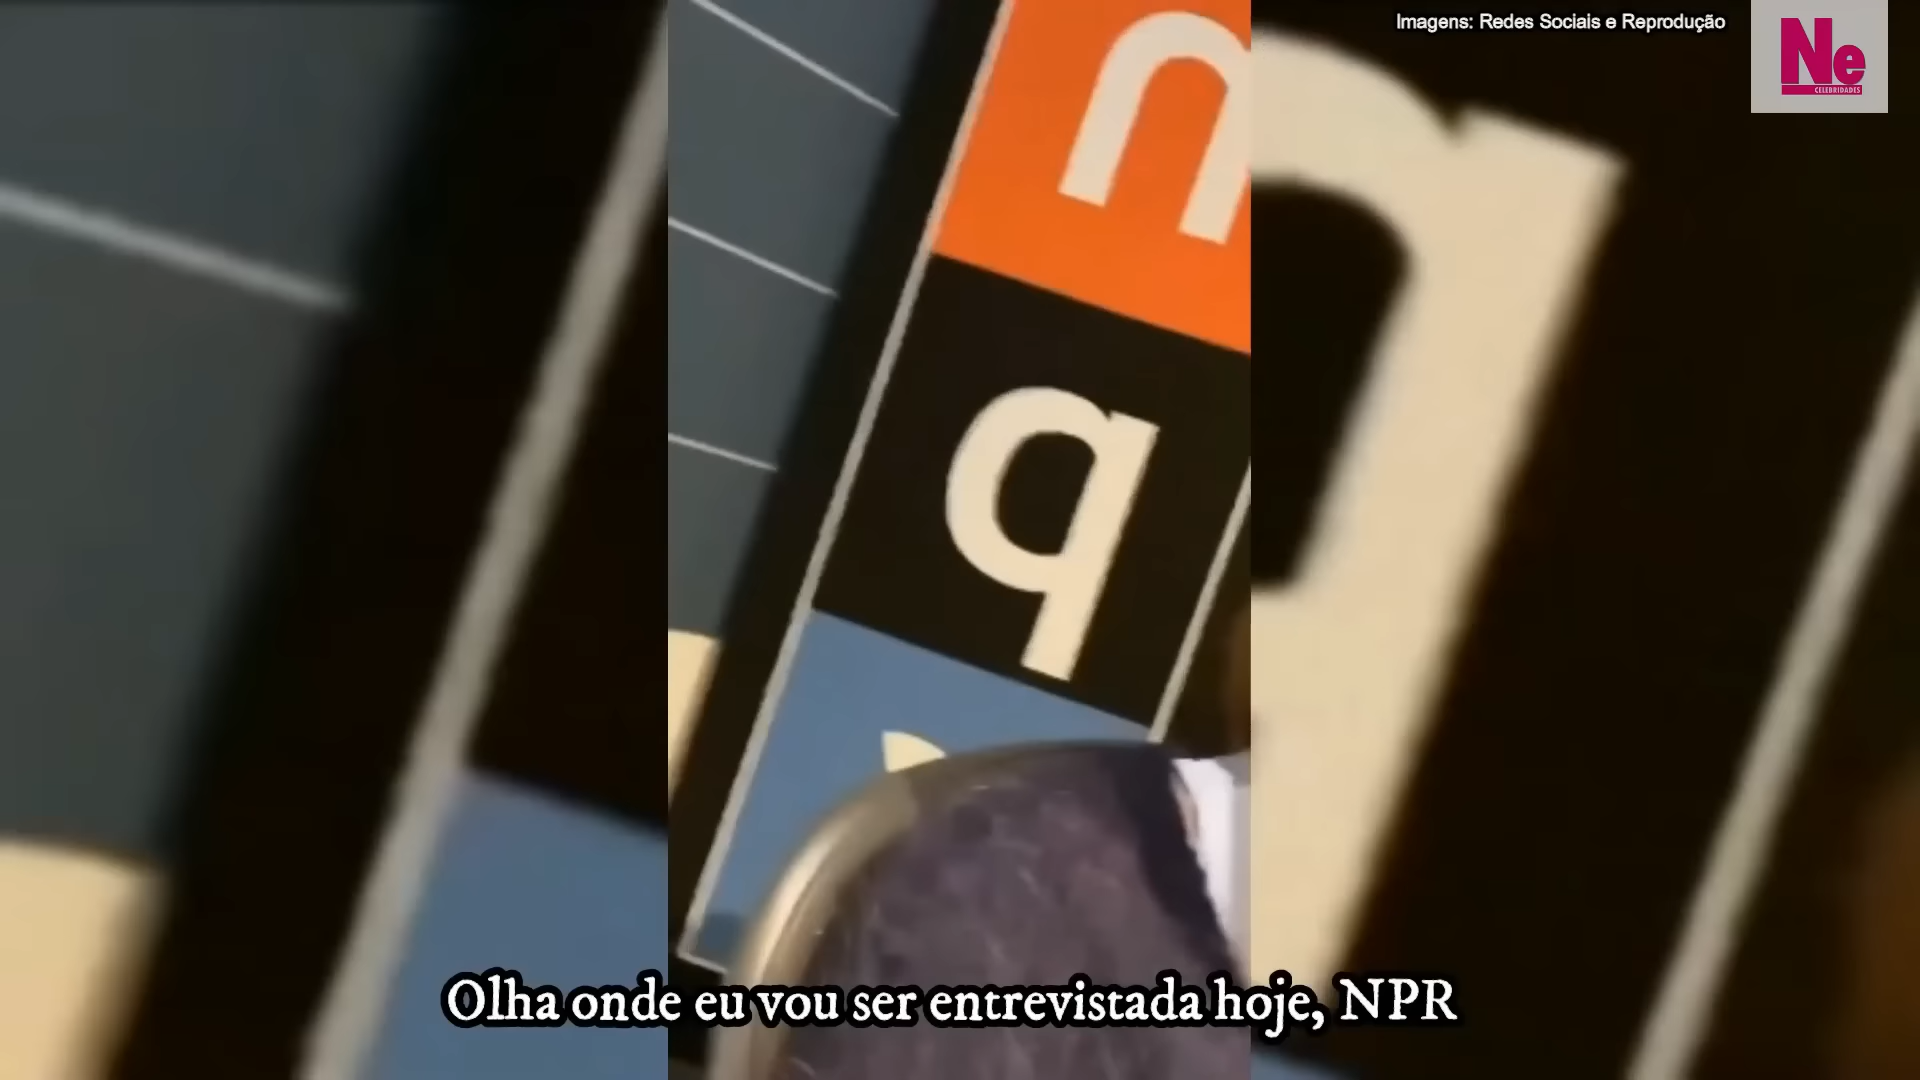 Imagens: Redes Sociais e Reprodução
Ne
CELEBRIDADES
n
q
Olha onde eu vou ser entrevistada hoje, NPR